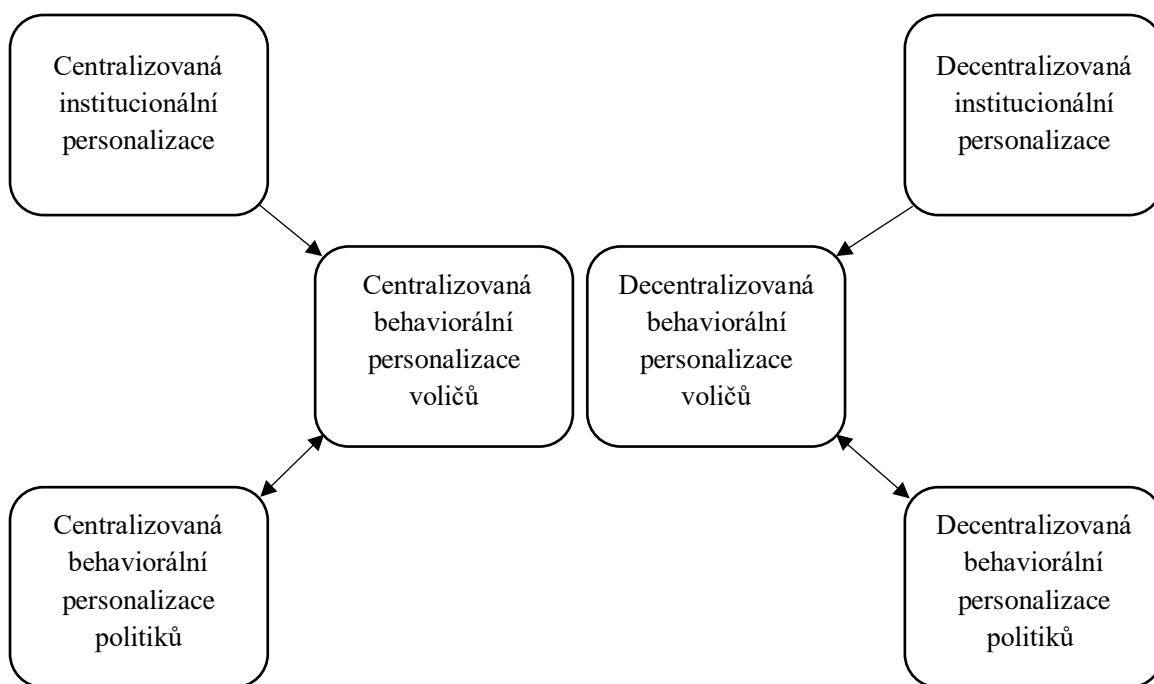 Centralizovaná
institucionální
personalizace
Decentralizovaná
institucionální
personalizace
Centralizovaná
behaviorální
personalizace
voličů
Decentralizovaná
behaviorální
personalizace
voličů
Centralizovaná
behaviorální
personalizace
politiků
Decentralizovaná
behaviorální
personalizace
politiků